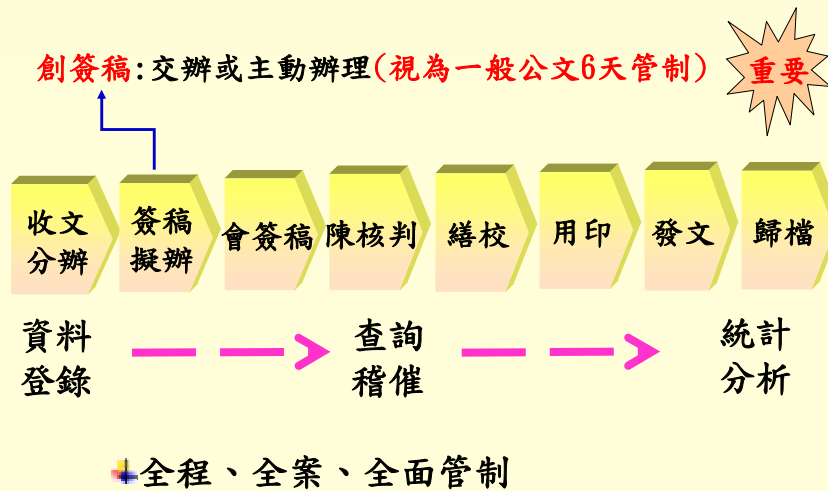 創簽稿:交辦或主動辦理(視為一般公文6天管制)
重要
收文
分辦
簽稿
擬辦
會簽稿
陳核判
繕校
用印
發文
歸檔
資料
登錄
查詢
稽催
統計
分析
全程、全案、全面管制